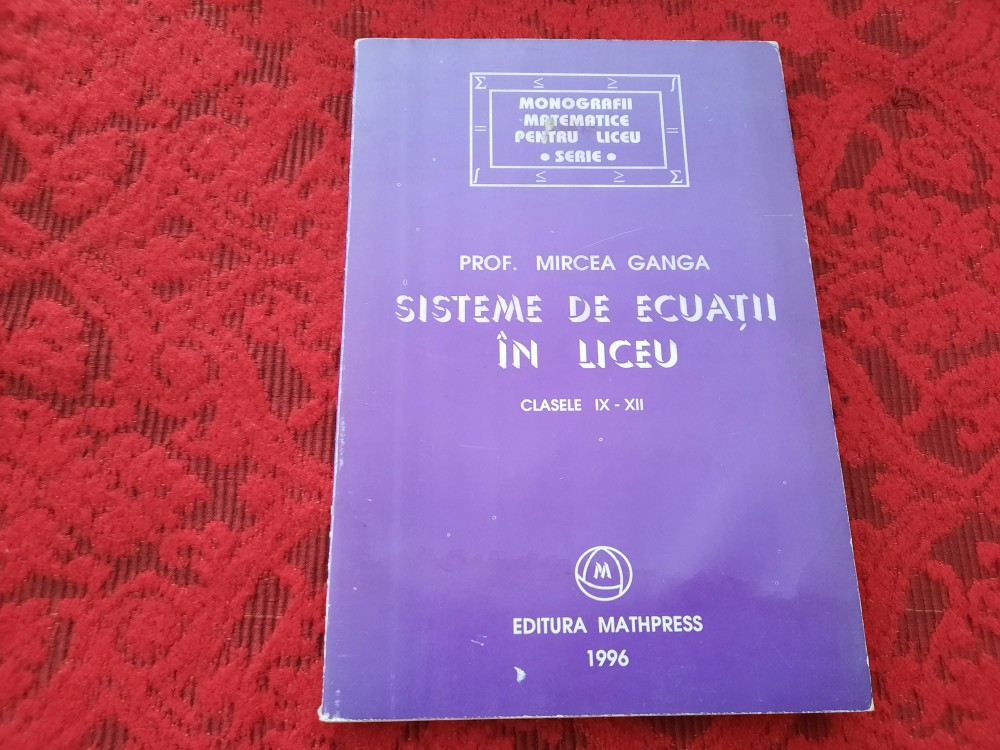 Σ ≤ ≥ ∫
MONOGRAFII
MATEMATICE
= PENTRU LICEU =
• SERIE •
∫ ≤ ≥ Σ
PROF. MIRCEA GANGA
SISTEME DE ECUAȚII
ÎN LICEU
CLASELE IX - XII
M
EDITURA MATHPRESS
1996